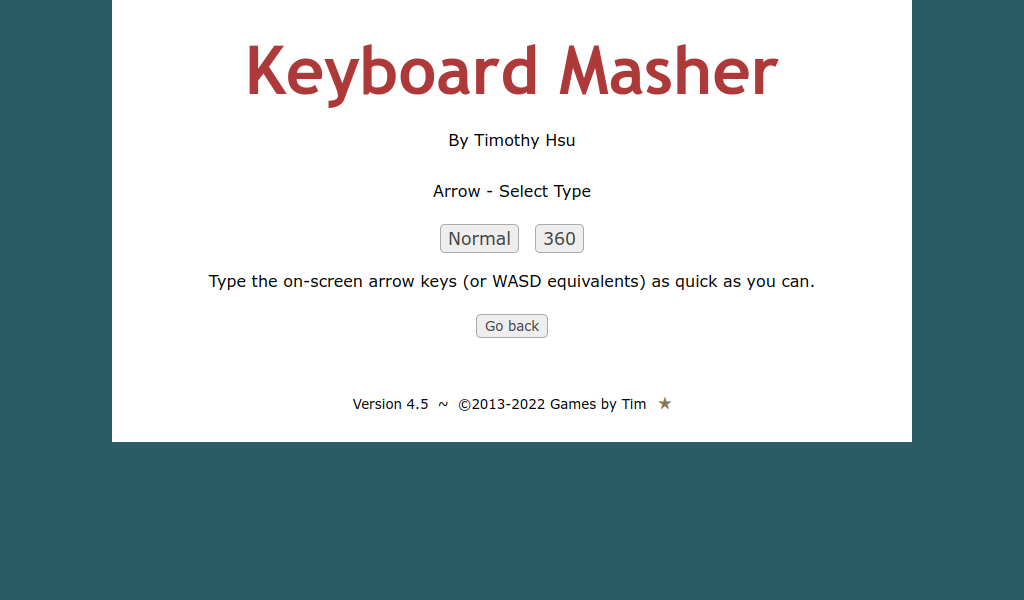 Keyboard Masher
By Timothy Hsu
Arrow - Select Type
Normal 360
Type the on-screen arrow keys (or WASD equivalents) as quick as you can.
Go back
Version 4.5 ~ ©2013-2022 Games by Tim ★